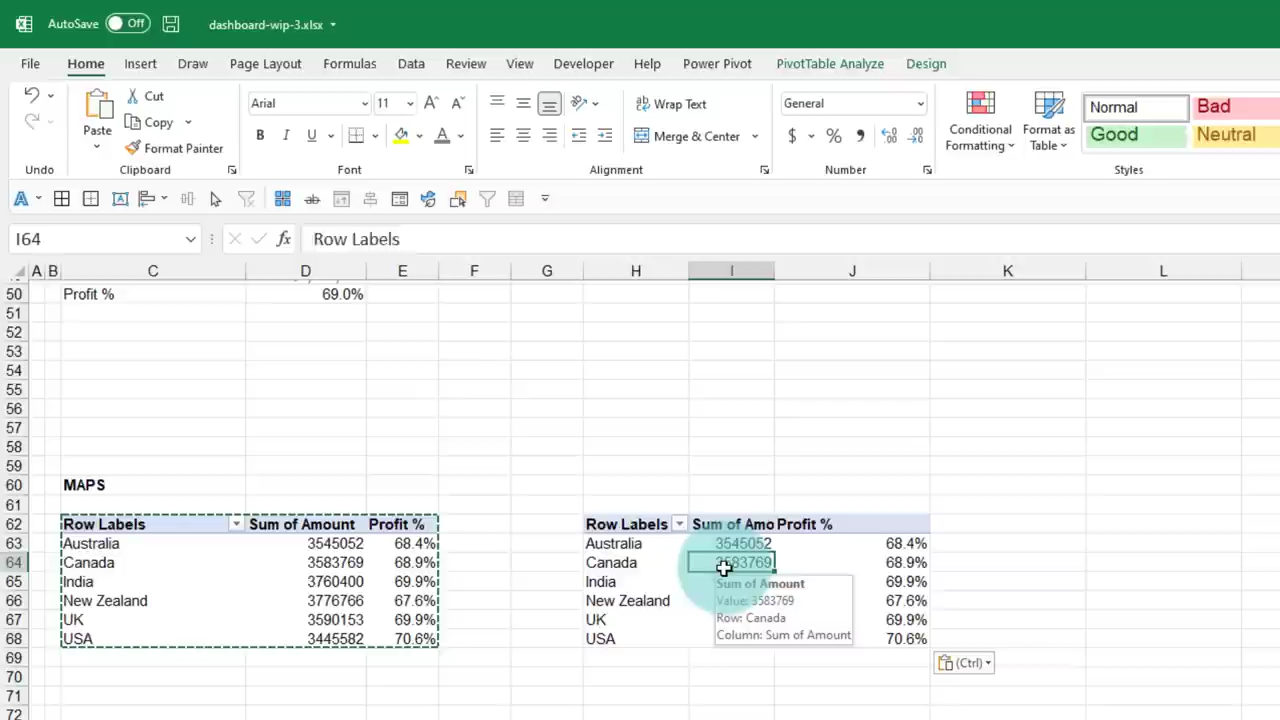 AutoSave Off dashboard-wip-3.xlsx
File Home Insert Draw Page Layout Formulas Data Review View Developer Help Power Pivot PivotTable Analyze Design
Paste Cut Copy Format Painter
Arial 11 A A
B I U A
ab Wrap Text
Merge & Center
General
$ % 9
Conditional Formatting Format as Table
Normal Bad
Good Neutral
Undo Clipboard Font Alignment Number Styles
I64 fx Row Labels
A B C D E F G H I J K L
50 Profit % 69.0%
51
52
53
54
55
56
57
58
59
60 MAPS
61
62 Row Labels Sum of Amount Profit % Row Labels Sum of Amo Profit %
63 Australia 3545052 68.4% Australia 3545052 68.4%
64 Canada 3583769 68.9% Canada 3583769 68.9%
65 India 3760400 69.9% India 69.9%
66 New Zealand 3776766 67.6% New Zealand 67.6%
67 UK 3590153 69.9% UK 69.9%
68 USA 3445582 70.6% USA 70.6%
Sum of Amount
Value: 3583769
Row: Canada
Column: Sum of Amount
69 (Ctrl)
70
71
72